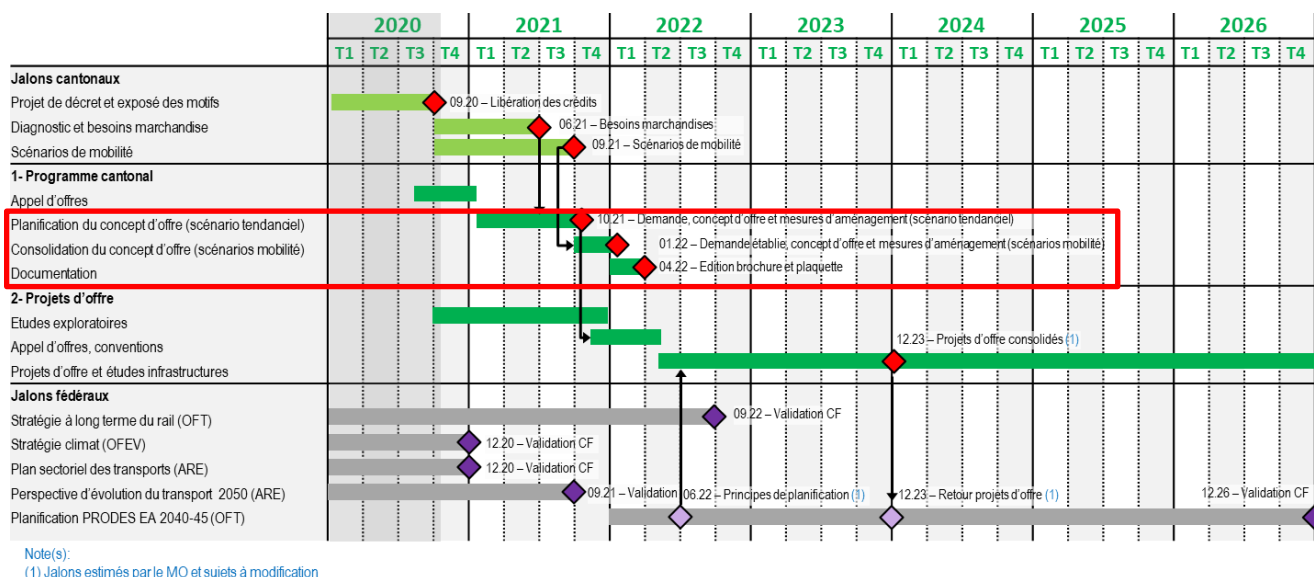 2020 2021 2022 2023 2024 2025 2026
T1 T2 T3 T4 T1 T2 T3 T4 T1 T2 T3 T4 T1 T2 T3 T4 T1 T2 T3 T4 T1 T2 T3 T4 T1 T2 T3 T4
Jalons cantonaux
Projet de décret et exposé des motifs 09.20 – Libération des crédits
Diagnostic et besoins marchandise 06.21 – Besoins marchandises
Scénarios de mobilité 09.21 – Scénarios de mobilité
1- Programme cantonal
Appel d'offres
Planification du concept d'offre (scénario tendanciel) 10.21 – Demande, concept d'offre et mesures d'aménagement (scénario tendanciel)
Consolidation du concept d'offre (scénarios mobilité) 01.22 – Demande établie, concept d'offre et mesures d'aménagement (scénarios mobilité)
Documentation 04.22 – Edition brochure et plaquette
2- Projets d'offre
Etudes exploratoires
Appel d'offres, conventions 12.23 – Projets d'offre consolidés (1)
Projets d'offre et études infrastructures
Jalons fédéraux
Stratégie à long terme du rail (OFT) 09.22 – Validation CF
Stratégie climat (OFEV) 12.20 – Validation CF
Plan sectoriel des transports (ARE) 12.20 – Validation CF
Perspective d'évolution du transport 2050 (ARE) 09.21 – Validation 06.22 – Principes de planification (1) 12.23 – Retour projets d'offre (1) 12.26 – Validation CF
Planification PRODES EA 2040-45 (OFT)
Note(s):
(1) Jalons estimés par le MO et sujets à modification